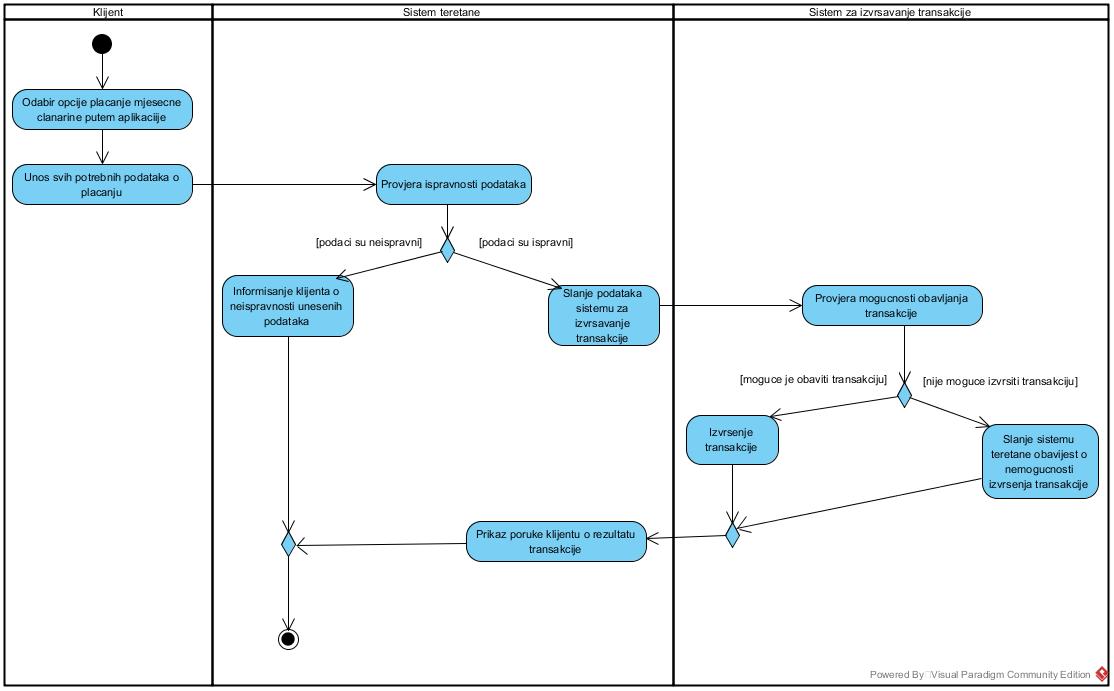 Klijent
Sistem teretane
Sistem za izvrsavanje transakcije
Odabir opcije placanje mjesecne
clanarine putem aplikaciije
Unos svih potrebnih podataka o
placanju
Provjera ispravnosti podataka
[podaci su neispravni]
[podaci su ispravni]
Informisanje klijenta o
neispravnosti unesenih
podataka
Slanje podataka
sistemu za
izvrsavanje
transakcije
Provjera mogucnosti obavljanja
transakcije
[moguce je obaviti transakciju]
[nije moguce izvrsiti transakciju]
Izvrsenje
transakcije
Slanje sistemu
teretane obavijest o
nemogucnosti
izvrsenja transakcije
Prikaz poruke klijentu o rezultatu
transakcije
Powered By Visual Paradigm Community Edition